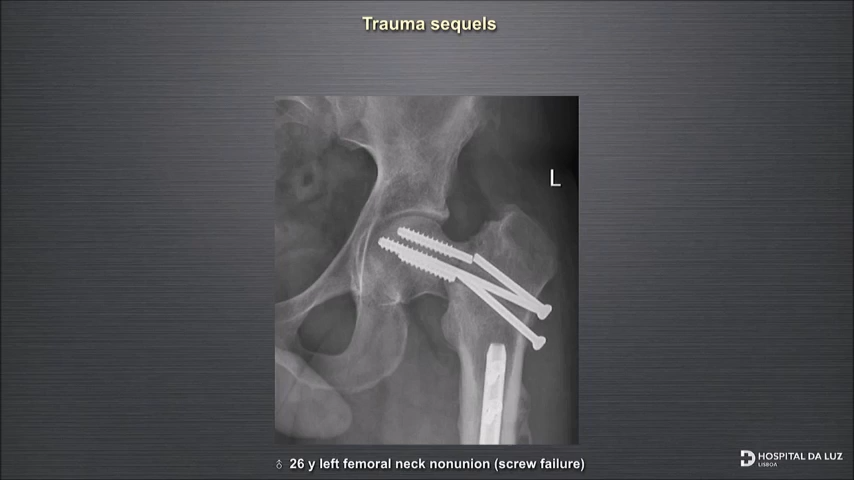 Trauma sequels
L
♂ 26 y left femoral neck nonunion (screw failure)
HOSPITAL DA LUZ
LISBOA